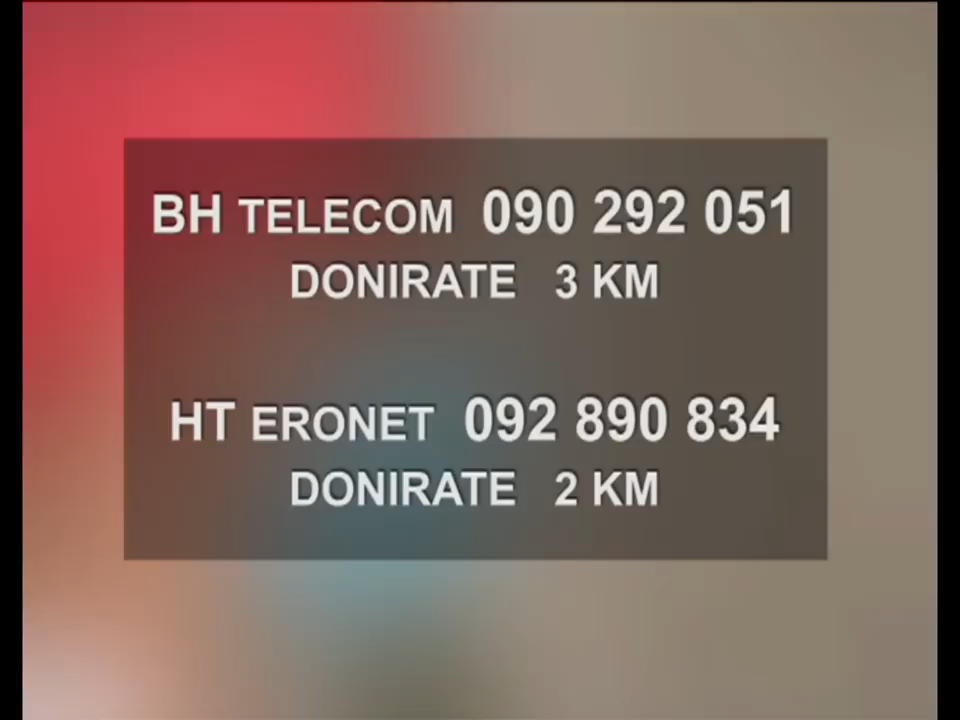 BH TELECOM 090 292 051
DONIRATE 3 KM
HT ERONET 092 890 834
DONIRATE 2 KM